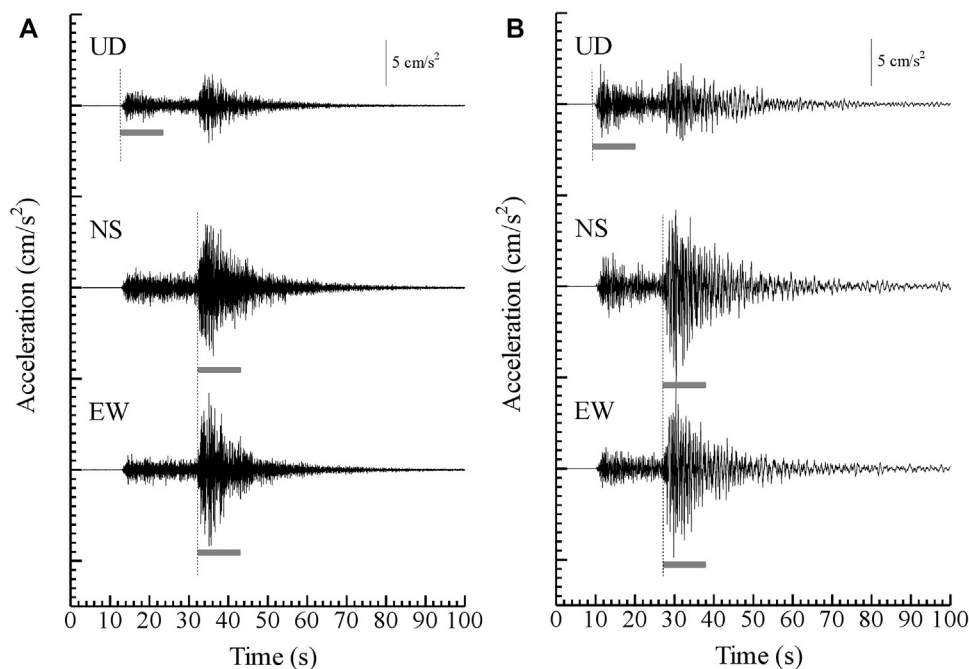 A
UD
5 cm/s²
NS
EW
Acceleration (cm/s²)
0 10 20 30 40 50 60 70 80 90 100
Time (s)
B
UD
5 cm/s²
NS
EW
Acceleration (cm/s²)
0 10 20 30 40 50 60 70 80 90 100
Time (s)